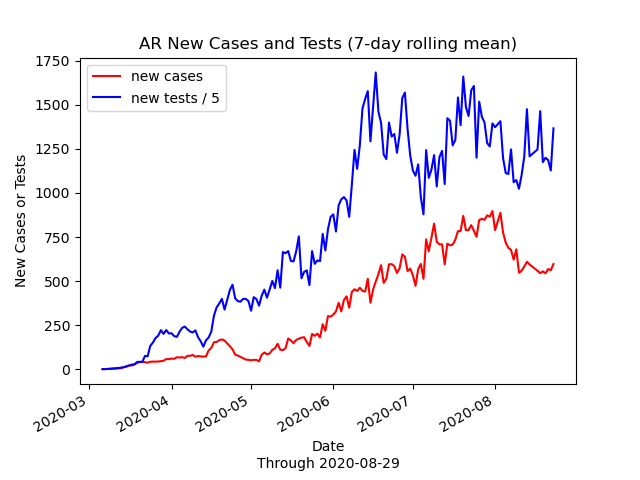 AR New Cases and Tests (7-day rolling mean)
new cases
new tests / 5
New Cases or Tests
1750
1500
1250
1000
750
500
250
0
2020-03
2020-04
2020-05
2020-06
2020-07
2020-08
Date
Through 2020-08-29